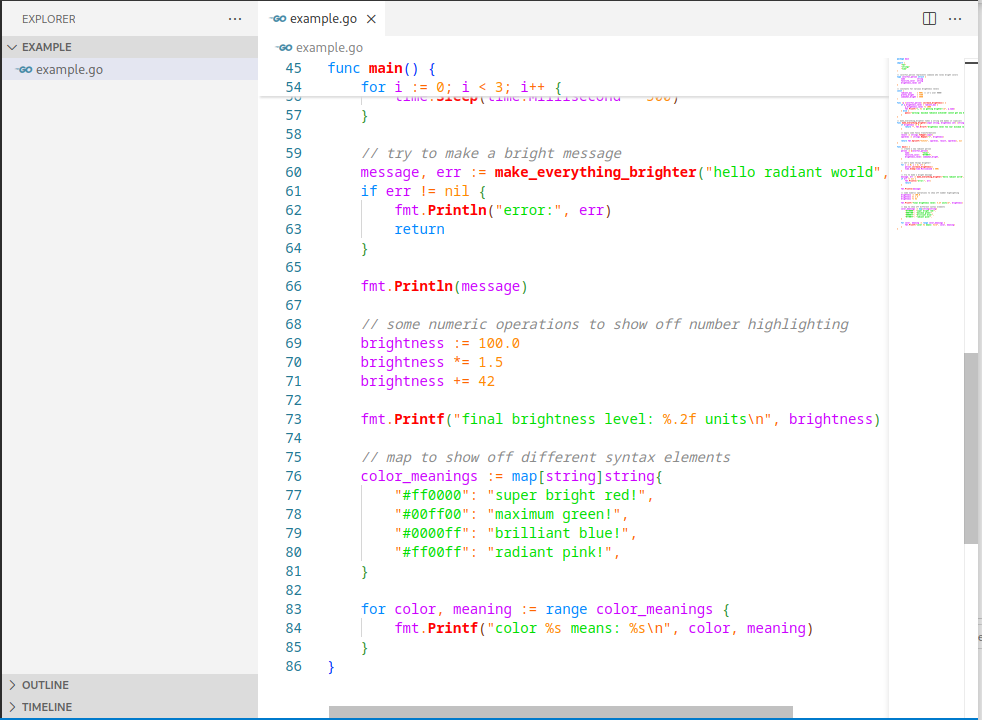 EXPLORER
EXAMPLE
example.go
OUTLINE
TIMELINE
example.go
example.go
45 func main() {
54 for i := 0; i < 3; i++ {
57 }
58
59 // try to make a bright message
60 message, err := make_everything_brighter("hello radiant world",
61 if err != nil {
62 fmt.Println("error:", err)
63 return
64 }
65
66 fmt.Println(message)
67
68 // some numeric operations to show off number highlighting
69 brightness := 100.0
70 brightness *= 1.5
71 brightness += 42
72
73 fmt.Printf("final brightness level: %.2f units\n", brightness)
74
75 // map to show off different syntax elements
76 color_meanings := map[string]string{
77 "#ff0000": "super bright red!",
78 "#00ff00": "maximum green!",
79 "#0000ff": "brilliant blue!",
80 "#ff00ff": "radiant pink!",
81 }
82
83 for color, meaning := range color_meanings {
84 fmt.Printf("color %s means: %s\n", color, meaning)
85 }
86 }